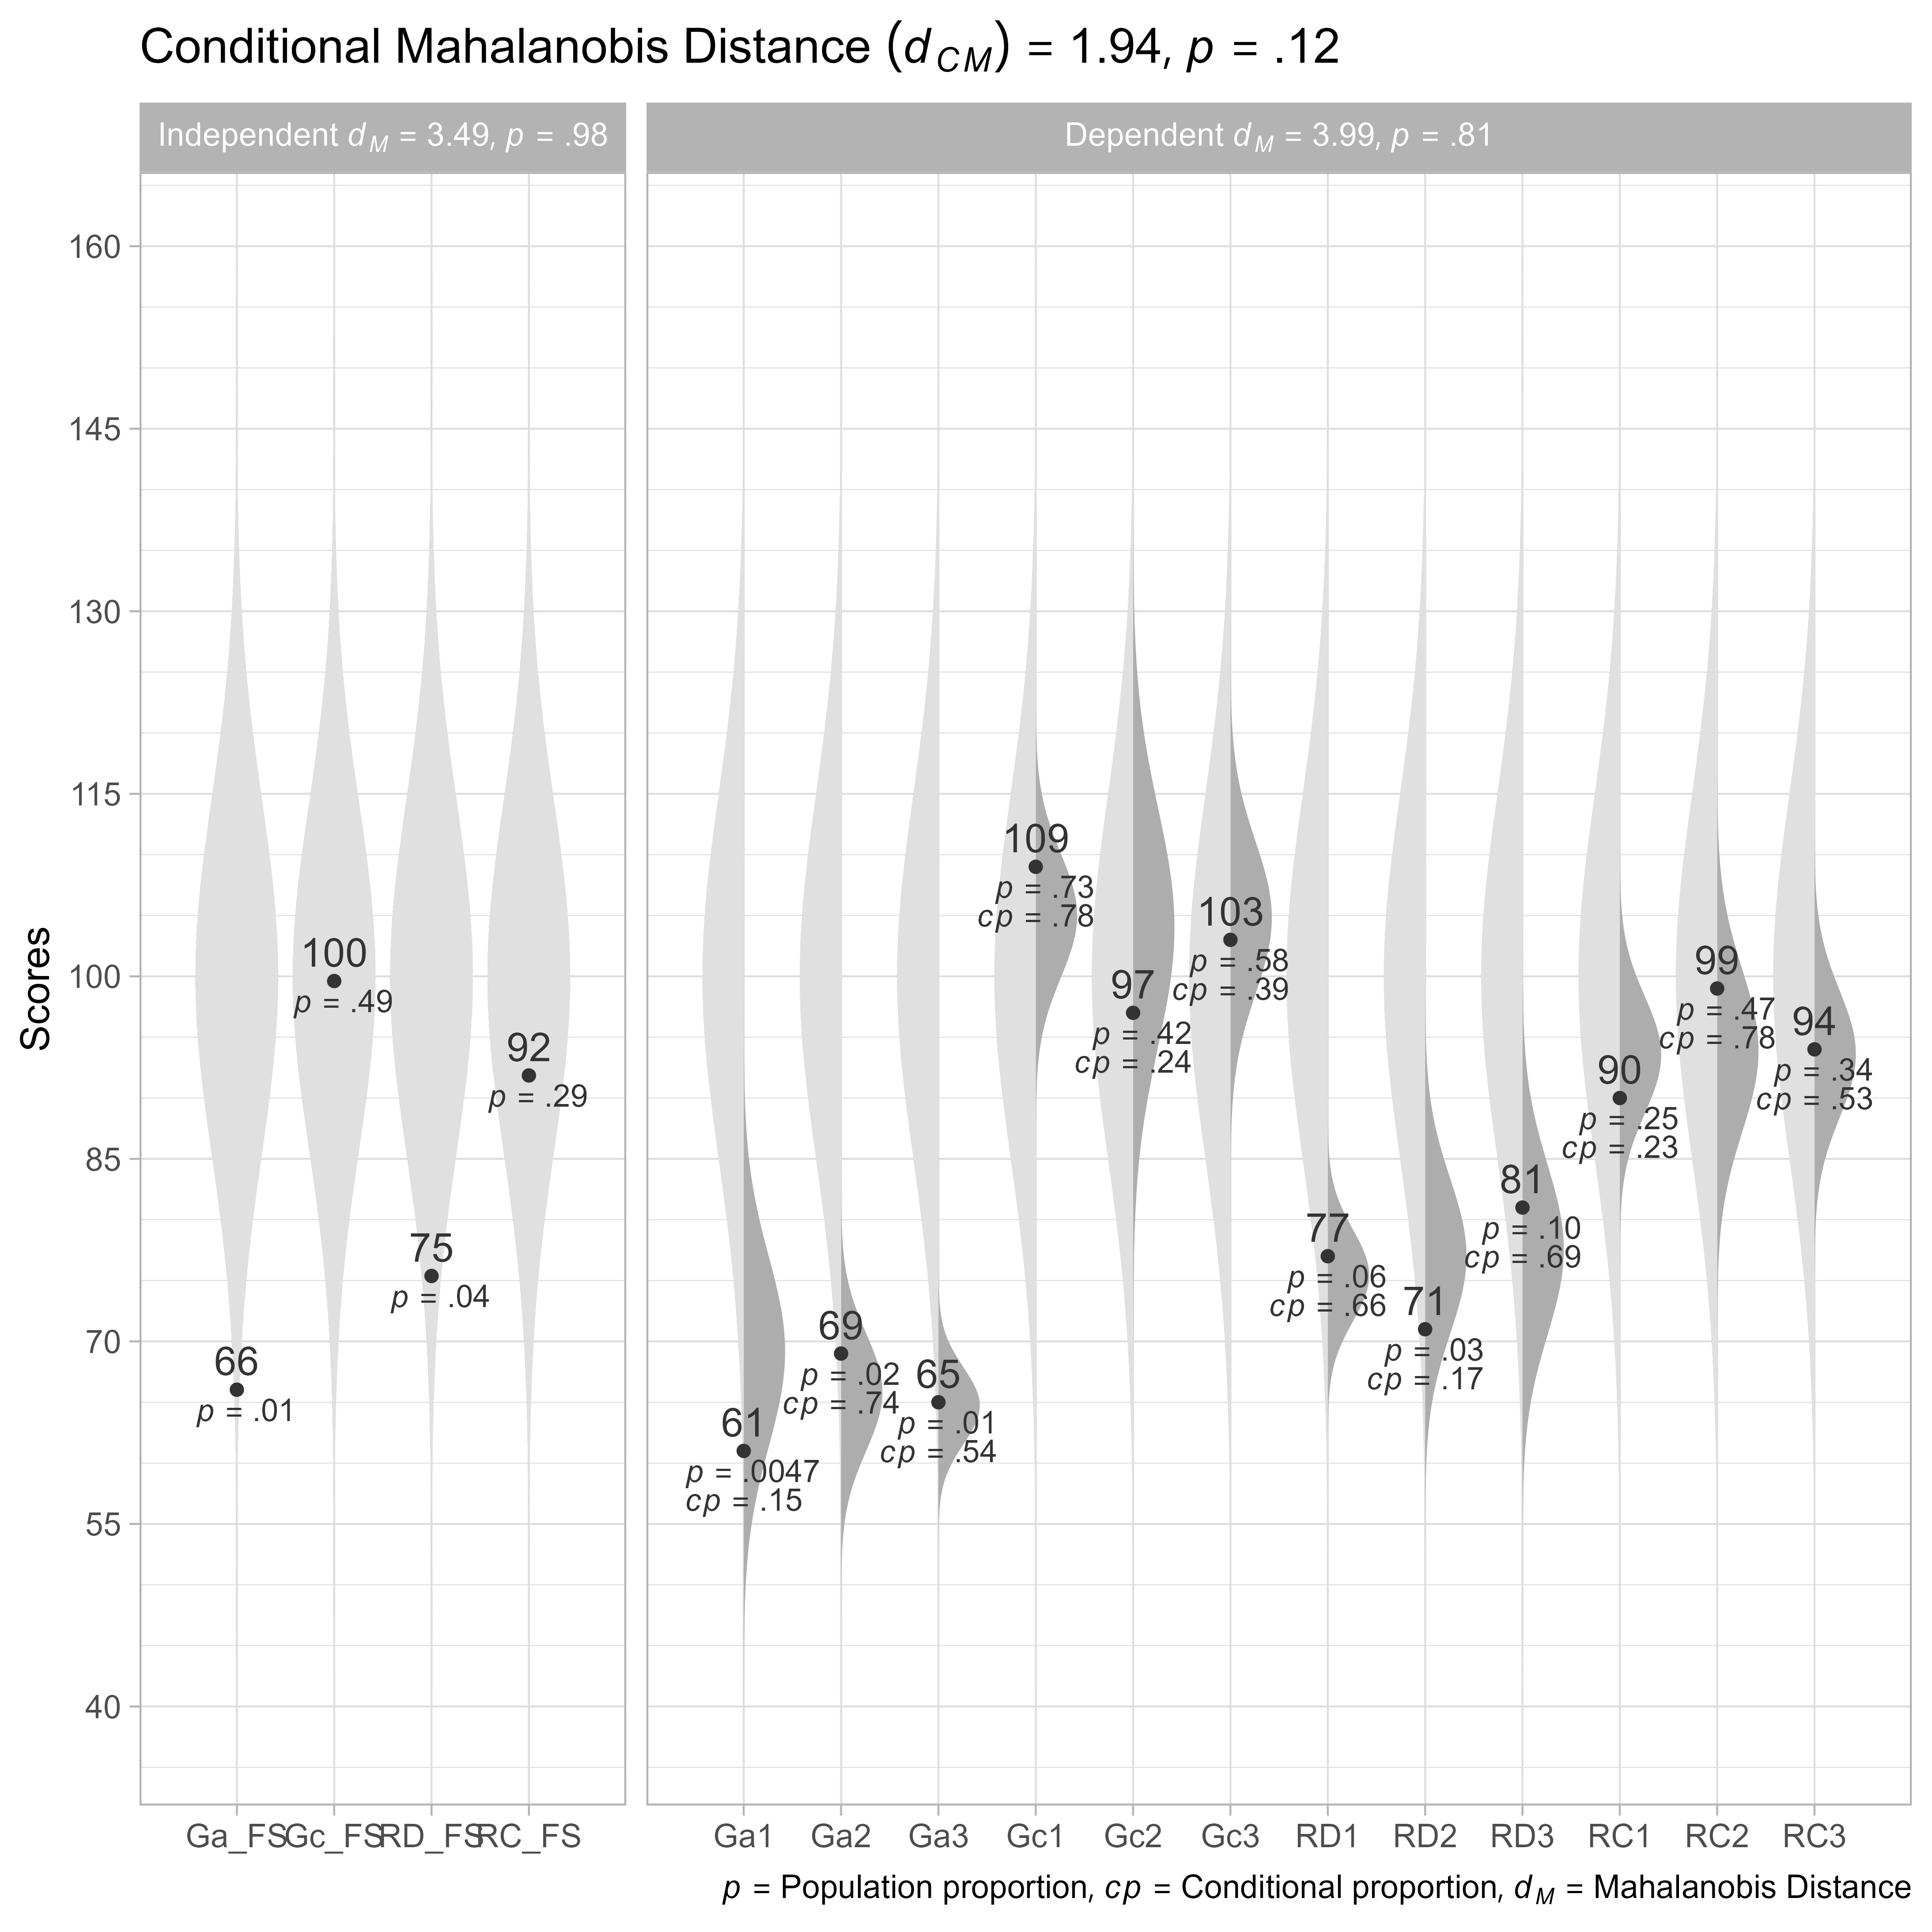 Conditional Mahalanobis Distance (d CM) = 1.94, p = .12
Independent d M = 3.49, p = .98
Dependent d M = 3.99, p = .81
Scores
160
145
130
115
100
85
70
55
40
66
p = .01
100
p = .49
75
p = .04
92
p = .29
61
p = .0047
cp = .15
69
p = .02
cp = .74
65
p = .01
cp = .54
109
p = .73
cp = .78
97
p = .42
cp = .24
103
p = .58
cp = .39
77
p = .06
cp = .66
71
p = .03
cp = .17
81
p = .10
cp = .69
90
p = .25
cp = .23
99
p = .47
cp = .78
94
p = .34
cp = .53
Ga_FS Gc_FS RD_FS RC_FS
Ga1 Ga2 Ga3 Gc1 Gc2 Gc3 RD1 RD2 RD3 RC1 RC2 RC3
p = Population proportion, cp = Conditional proportion, d M = Mahalanobis Distance